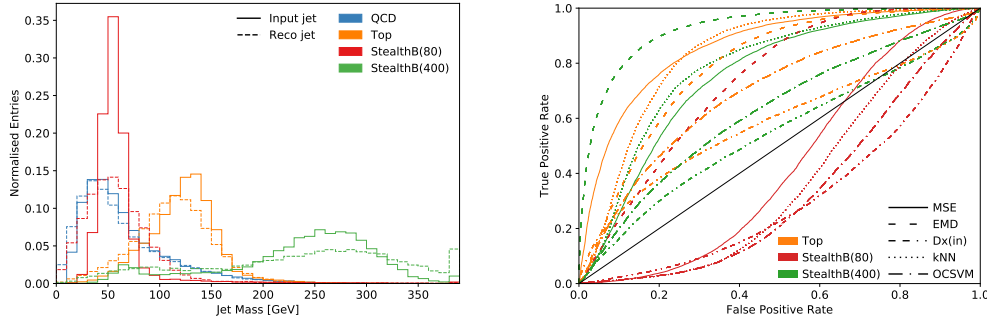 Input jet
Reco jet
QCD
Top
StealthB(80)
StealthB(400)
0.35
0.30
0.25
0.20
0.15
0.10
0.05
0.00
Normalised Entries
0 50 100 150 200 250 300 350
Jet Mass [GeV]
1.0
0.8
0.6
0.4
0.2
0.0
True Positive Rate
Top
StealthB(80)
StealthB(400)
MSE
EMD
Dx(in)
kNN
OCSVM
0.0 0.2 0.4 0.6 0.8 1.0
False Positive Rate